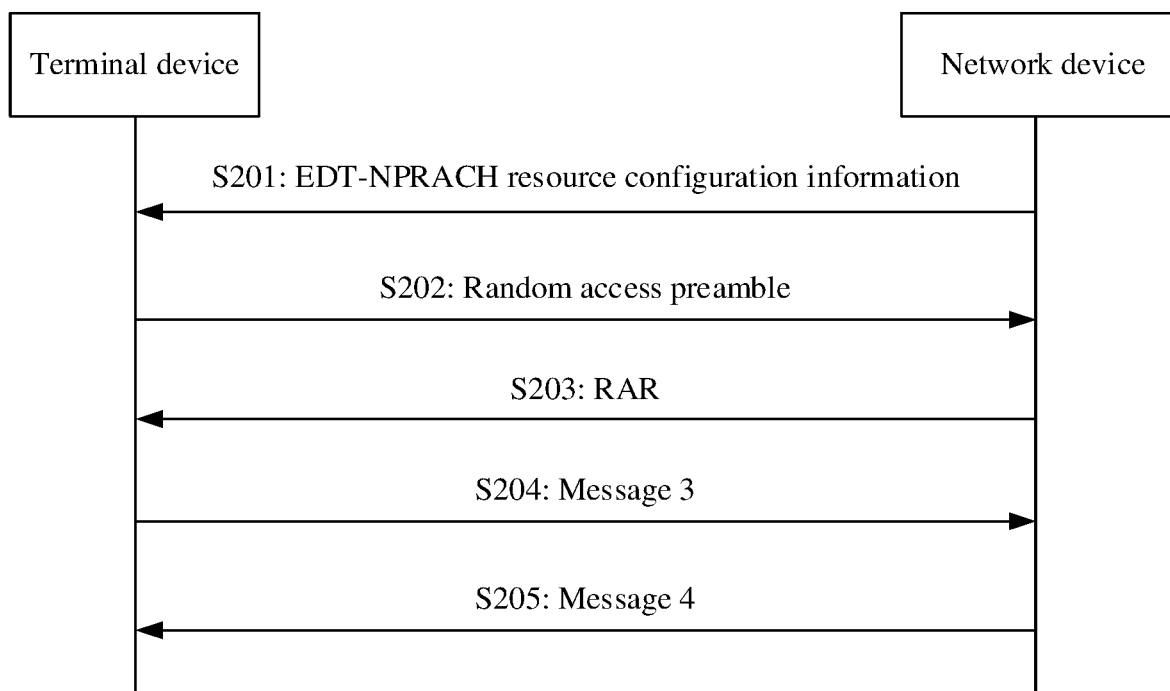 Terminal device
Network device
S201: EDT-NPRACH resource configuration information
S202: Random access preamble
S203: RAR
S204: Message 3
S205: Message 4